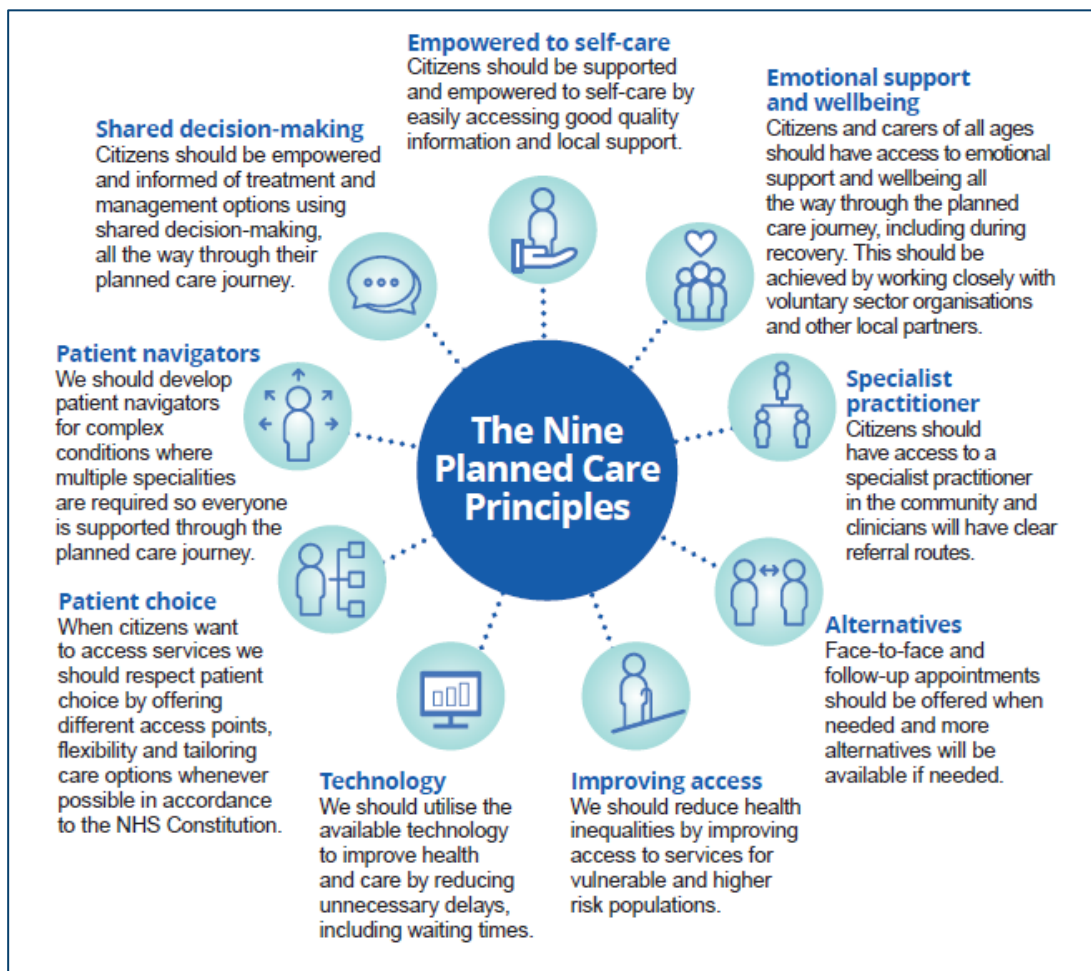 The Nine
Planned Care
Principles
Empowered to self-care
Citizens should be supported
and empowered to self-care by
easily accessing good quality
information and local support.
Emotional support
and wellbeing
Citizens and carers of all ages
should have access to emotional
support and wellbeing all
the way through the planned
care journey, including during
recovery. This should be
achieved by working closely with
voluntary sector organisations
and other local partners.
Specialist
practitioner
Citizens should
have access to a
specialist practitioner
in the community and
clinicians will have clear
referral routes.
Alternatives
Face-to-face and
follow-up appointments
should be offered when
needed and more
alternatives will be
available if needed.
Improving access
We should reduce health
inequalities by improving
access to services for
vulnerable and higher
risk populations.
Technology
We should utilise the
available technology
to improve health
and care by reducing
unnecessary delays,
including waiting times.
Patient choice
When citizens want
to access services we
should respect patient
choice by offering
different access points,
flexibility and tailoring
care options whenever
possible in accordance
to the NHS Constitution.
Patient navigators
We should develop
patient navigators
for complex
conditions where
multiple specialities
are required so everyone
is supported through the
planned care journey.
Shared decision-making
Citizens should be empowered
and informed of treatment and
management options using
shared decision-making,
all the way through their
planned care journey.